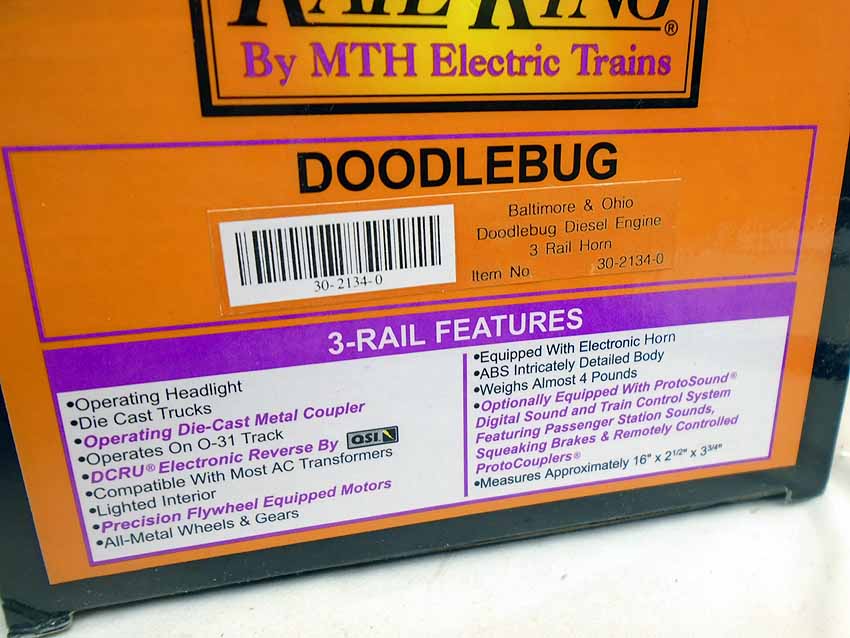 RAIL KING®
By MTH Electric Trains
DOODLEBUG
30-2134-0
Baltimore & Ohio
Doodlebug Diesel Engine
3 Rail Horn
Item No 30-2134-0
3-RAIL FEATURES
•Operating Headlight
•Die Cast Trucks
•Operating Die-Cast Metal Coupler
•Operates On O-31 Track
•DCRU® Electronic Reverse By QSI
•Compatible With Most AC Transformers
•Lighted Interior
•Precision Flywheel Equipped Motors
•All-Metal Wheels & Gears
•Equipped With Electronic Horn
•ABS Intricately Detailed Body
•Weighs Almost 4 Pounds
•Optionally Equipped With ProtoSound®
Digital Sound and Train Control System
Featuring Passenger Station Sounds,
Squeaking Brakes & Remotely Controlled
ProtoCouplers®
•Measures Approximately 16" x 2 1/2" x 3 3/4"